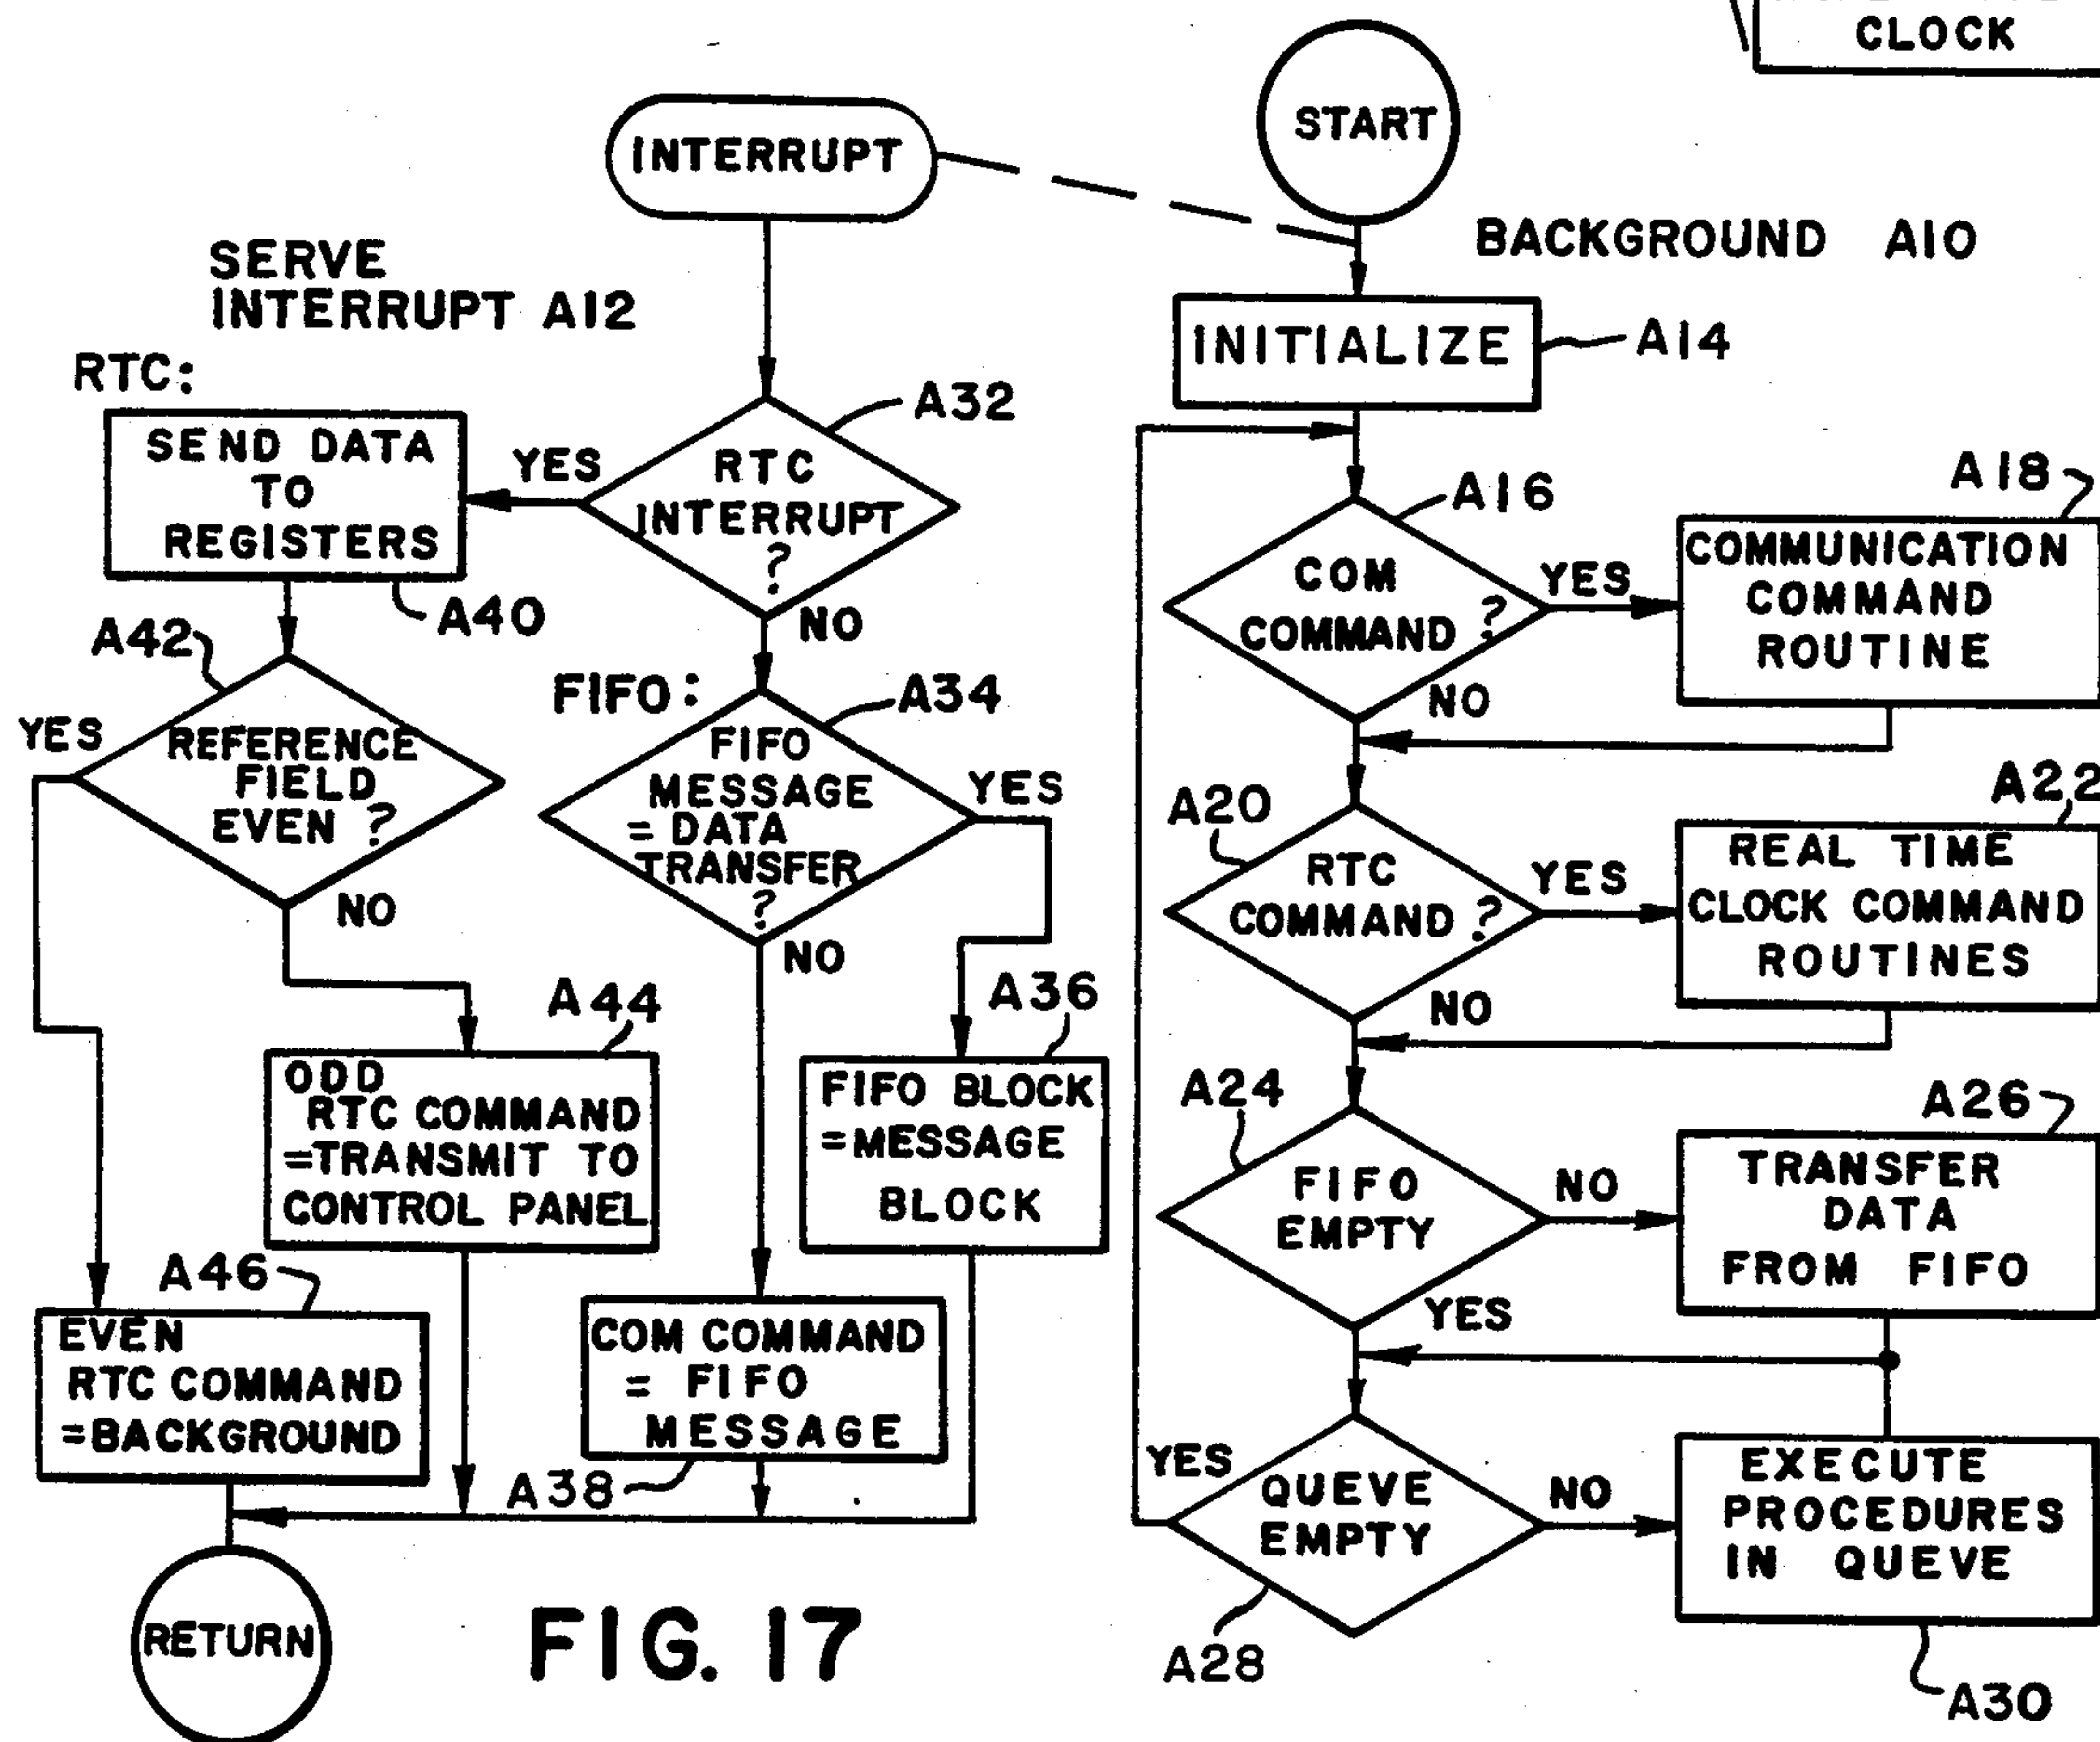 CLOCK
START
INTERRUPT
BACKGROUND A10
SERVE
INTERRUPT A12
INITIALIZE
A14
RTC:
SEND DATA
TO
REGISTERS
A40
YES
RTC
INTERRUPT
?
A32
NO
A42
YES
REFERENCE
FIELD
EVEN ?
NO
FIFO:
A34
FIFO
MESSAGE
= DATA
TRANSFER
?
YES
NO
A44
ODD
RTC COMMAND
=TRANSMIT TO
CONTROL PANEL
A36
FIFO BLOCK
=MESSAGE
BLOCK
A46
EVEN
RTC COMMAND
=BACKGROUND
COM COMMAND
= FIFO
MESSAGE
A38
RETURN
A16
COM
COMMAND ?
YES
NO
A18
COMMUNICATION
COMMAND
ROUTINE
A20
RTC
COMMAND ?
YES
NO
A22
REAL TIME
CLOCK COMMAND
ROUTINES
A24
FIFO
EMPTY
NO
YES
A26
TRANSFER
DATA
FROM FIFO
YES
QUEVE
EMPTY
NO
A28
EXECUTE
PROCEDURES
IN QUEVE
A30
FIG. 17